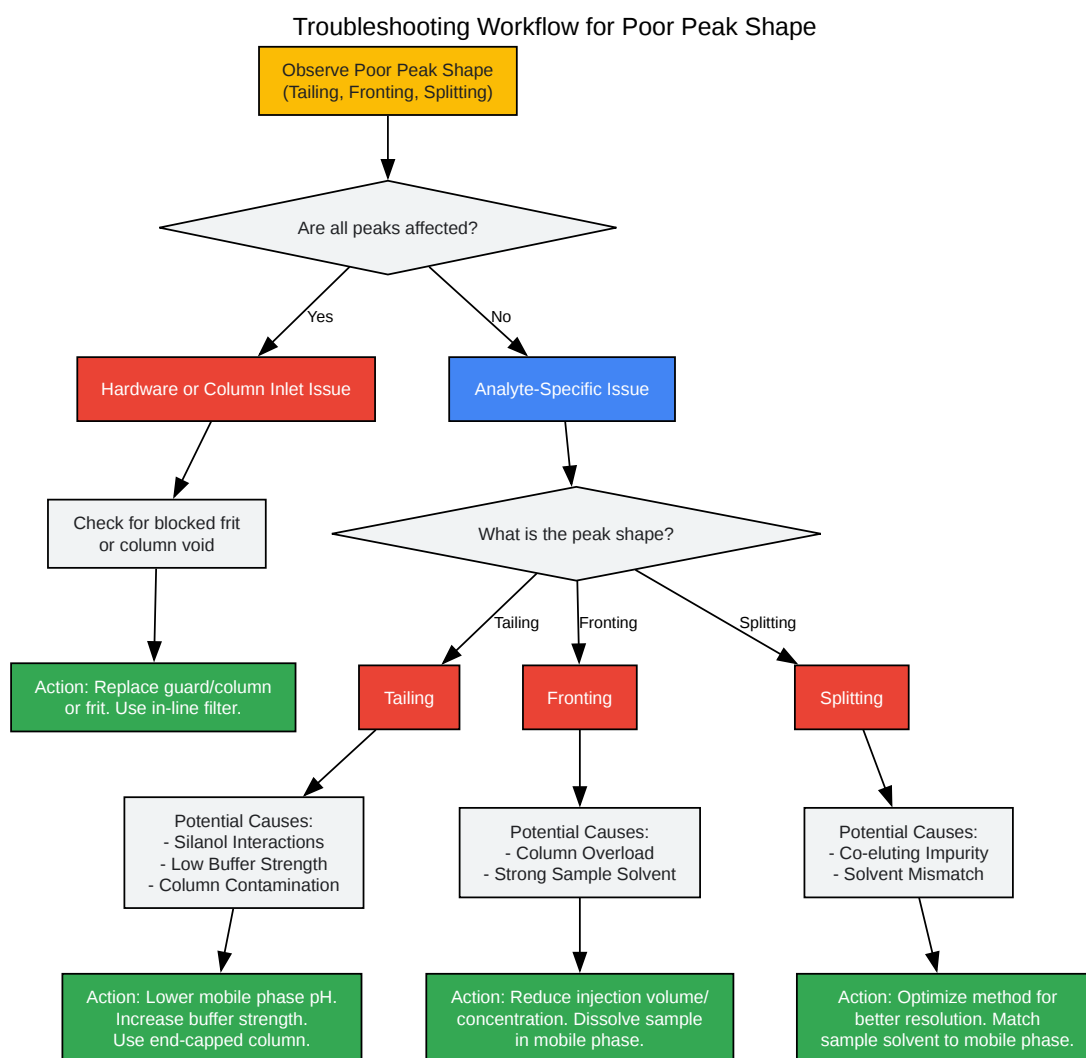 Troubleshooting Workflow for Poor Peak Shape
Observe Poor Peak Shape
(Tailing, Fronting, Splitting)
Are all peaks affected?
Yes
No
Hardware or Column Inlet Issue
Analyte-Specific Issue
Check for blocked frit
or column void
What is the peak shape?
Action: Replace guard/column
or frit. Use in-line filter.
Tailing
Fronting
Splitting
Tailing
Fronting
Splitting
Potential Causes:
- Silanol Interactions
- Low Buffer Strength
- Column Contamination
Potential Causes:
- Column Overload
- Strong Sample Solvent
Potential Causes:
- Co-eluting Impurity
- Solvent Mismatch
Action: Lower mobile phase pH.
Increase buffer strength.
Use end-capped column.
Action: Reduce injection volume/
concentration. Dissolve sample
in mobile phase.
Action: Optimize method for
better resolution. Match
sample solvent to mobile phase.